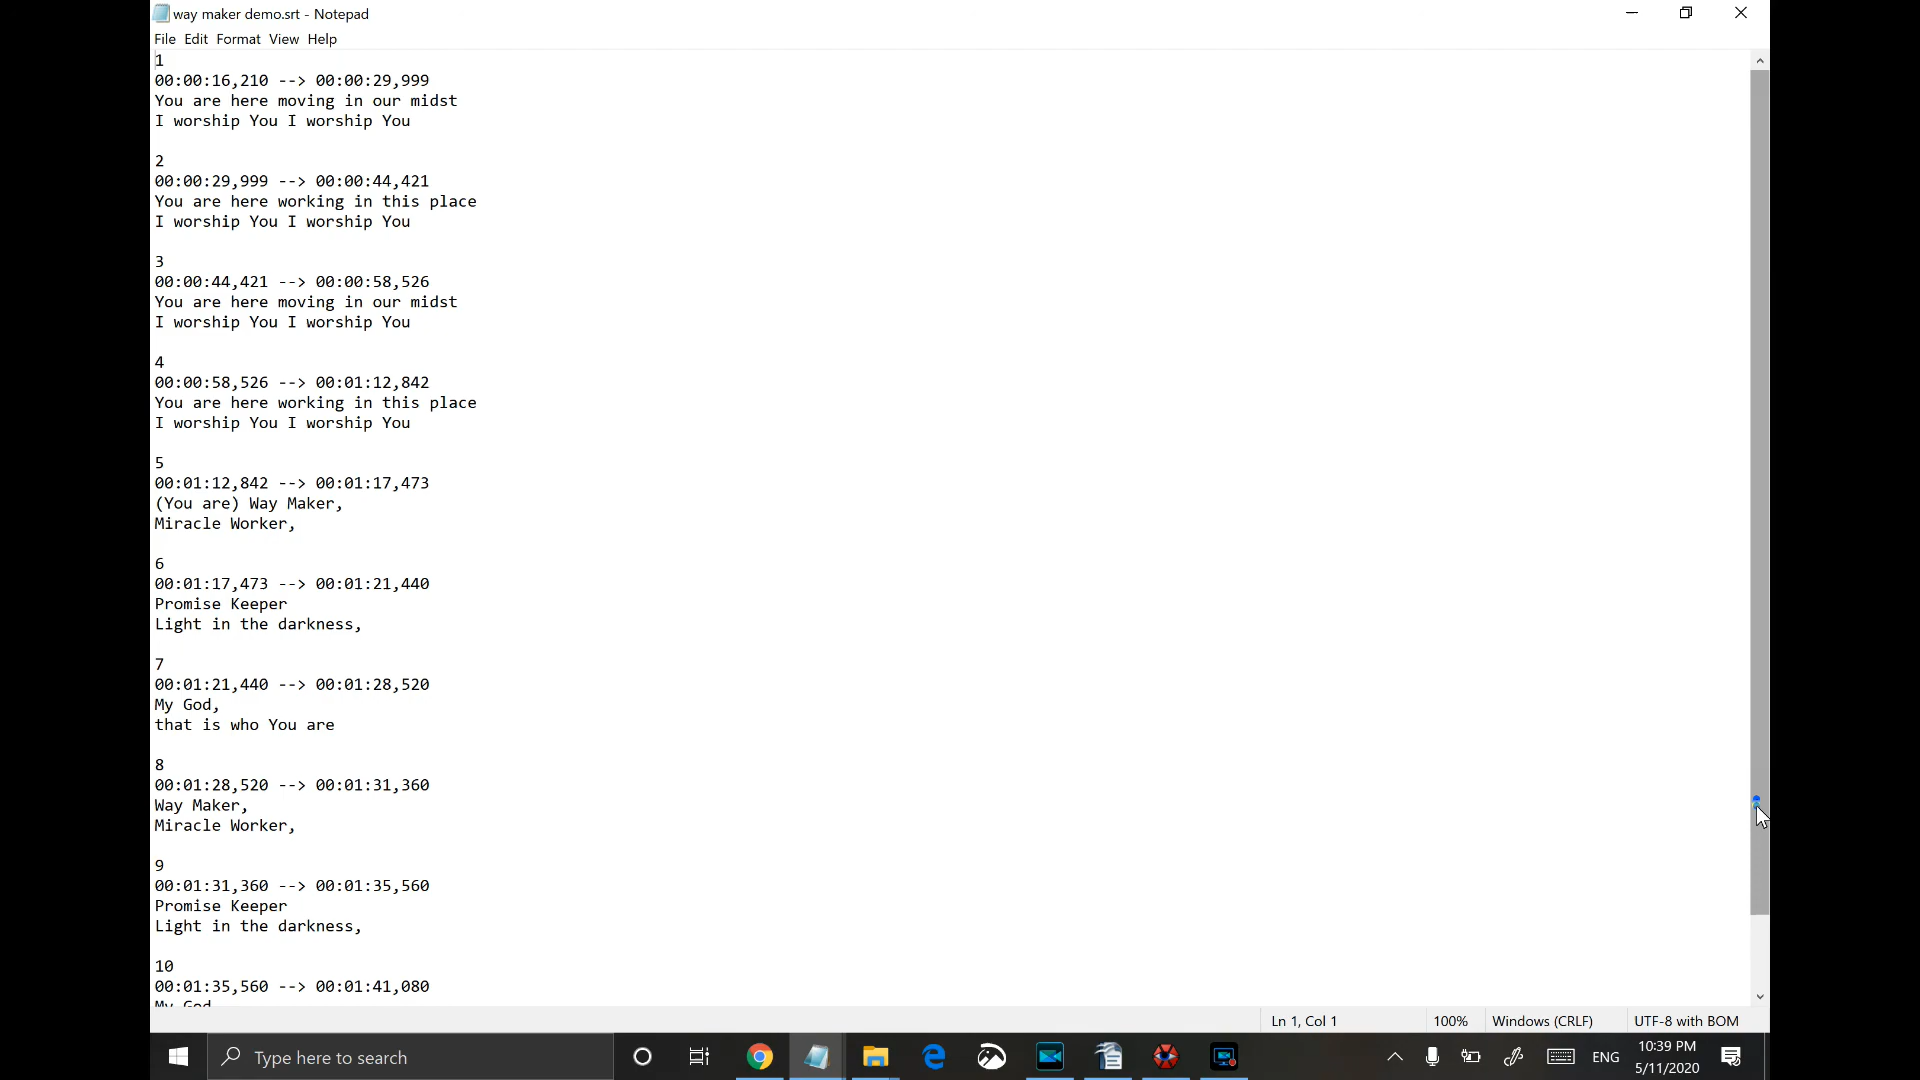 way maker demo.srt - Notepad
File Edit Format View Help
1
00:00:16,210 --> 00:00:29,999
You are here moving in our midst
I worship You I worship You
2
00:00:29,999 --> 00:00:44,421
You are here working in this place
I worship You I worship You
3
00:00:44,421 --> 00:00:58,526
You are here moving in our midst
I worship You I worship You
4
00:00:58,526 --> 00:01:12,842
You are here working in this place
I worship You I worship You
5
00:01:12,842 --> 00:01:17,473
(You are) Way Maker,
Miracle Worker,
6
00:01:17,473 --> 00:01:21,440
Promise Keeper
Light in the darkness,
7
00:01:21,440 --> 00:01:28,520
My God,
that is who You are
8
00:01:28,520 --> 00:01:31,360
Way Maker,
Miracle Worker,
9
00:01:31,360 --> 00:01:35,560
Promise Keeper
Light in the darkness,
10
00:01:35,560 --> 00:01:41,080
My God
Ln 1, Col 1 100% Windows (CRLF) UTF-8 with BOM
Type here to search
ENG
10:39 PM
5/11/2020